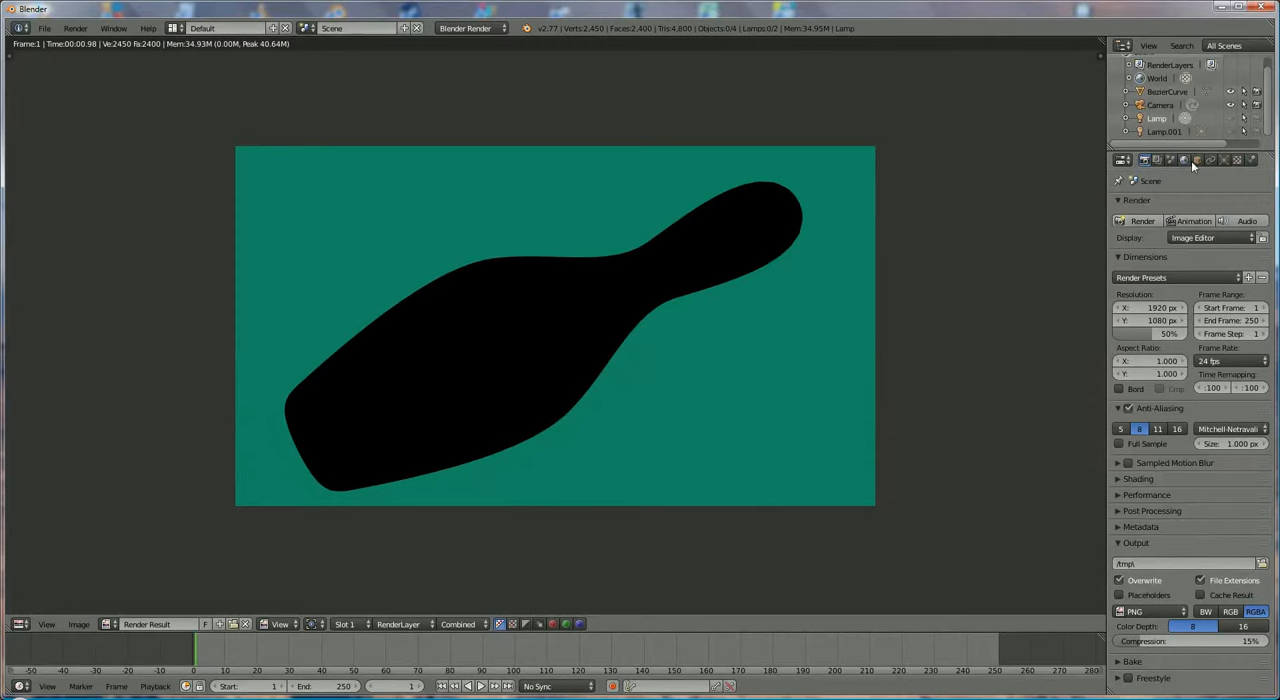 Blender
File Render Window Help Default Scene Blender Render v2.77 | Verts:2,450 | Faces:2,400 | Tris:4,800 | Objects:0/4 | Lamps:0/2 | Mem:34.95M | Lamp
Frame:1 | Time:00:00.98 | Ve:2450 Fa:2400 | Mem:34.93M (0.00M, Peak 40.64M)
View Search All Scenes
RenderLayers |
World
BezierCurve
Camera
Lamp
Lamp.001
Scene
Render
Render Animation Audio
Display: Image Editor
Dimensions
Render Presets
Resolution: Frame Range:
X: 1920 px Start Frame: 1
Y: 1080 px End Frame: 250
50% Frame Step: 1
Aspect Ratio: Frame Rate:
X: 1.000 24 fps
Y: 1.000 Time Remapping:
Bord Crop :100 :100
Anti-Aliasing
5 8 11 16 Mitchell-Netravali
Full Sample Size: 1.000 px
Sampled Motion Blur
Shading
Performance
Post Processing
Metadata
Output
/tmp\
Overwrite File Extensions
Placeholders Cache Result
PNG BW RGB RGBA
Color Depth: 8 16
Compression: 15%
Bake
Freestyle
View Image Render Result F View Slot 1 RenderLayer Combined
-50 -40 -30 -20 -10 0 10 20 30 40 50 60 70 80 90 100 110 120 130 140 150 160 170 180 190 200 210 220 230 240 250 260 270 280
View Marker Frame Playback Start: 1 End: 250 1 No Sync